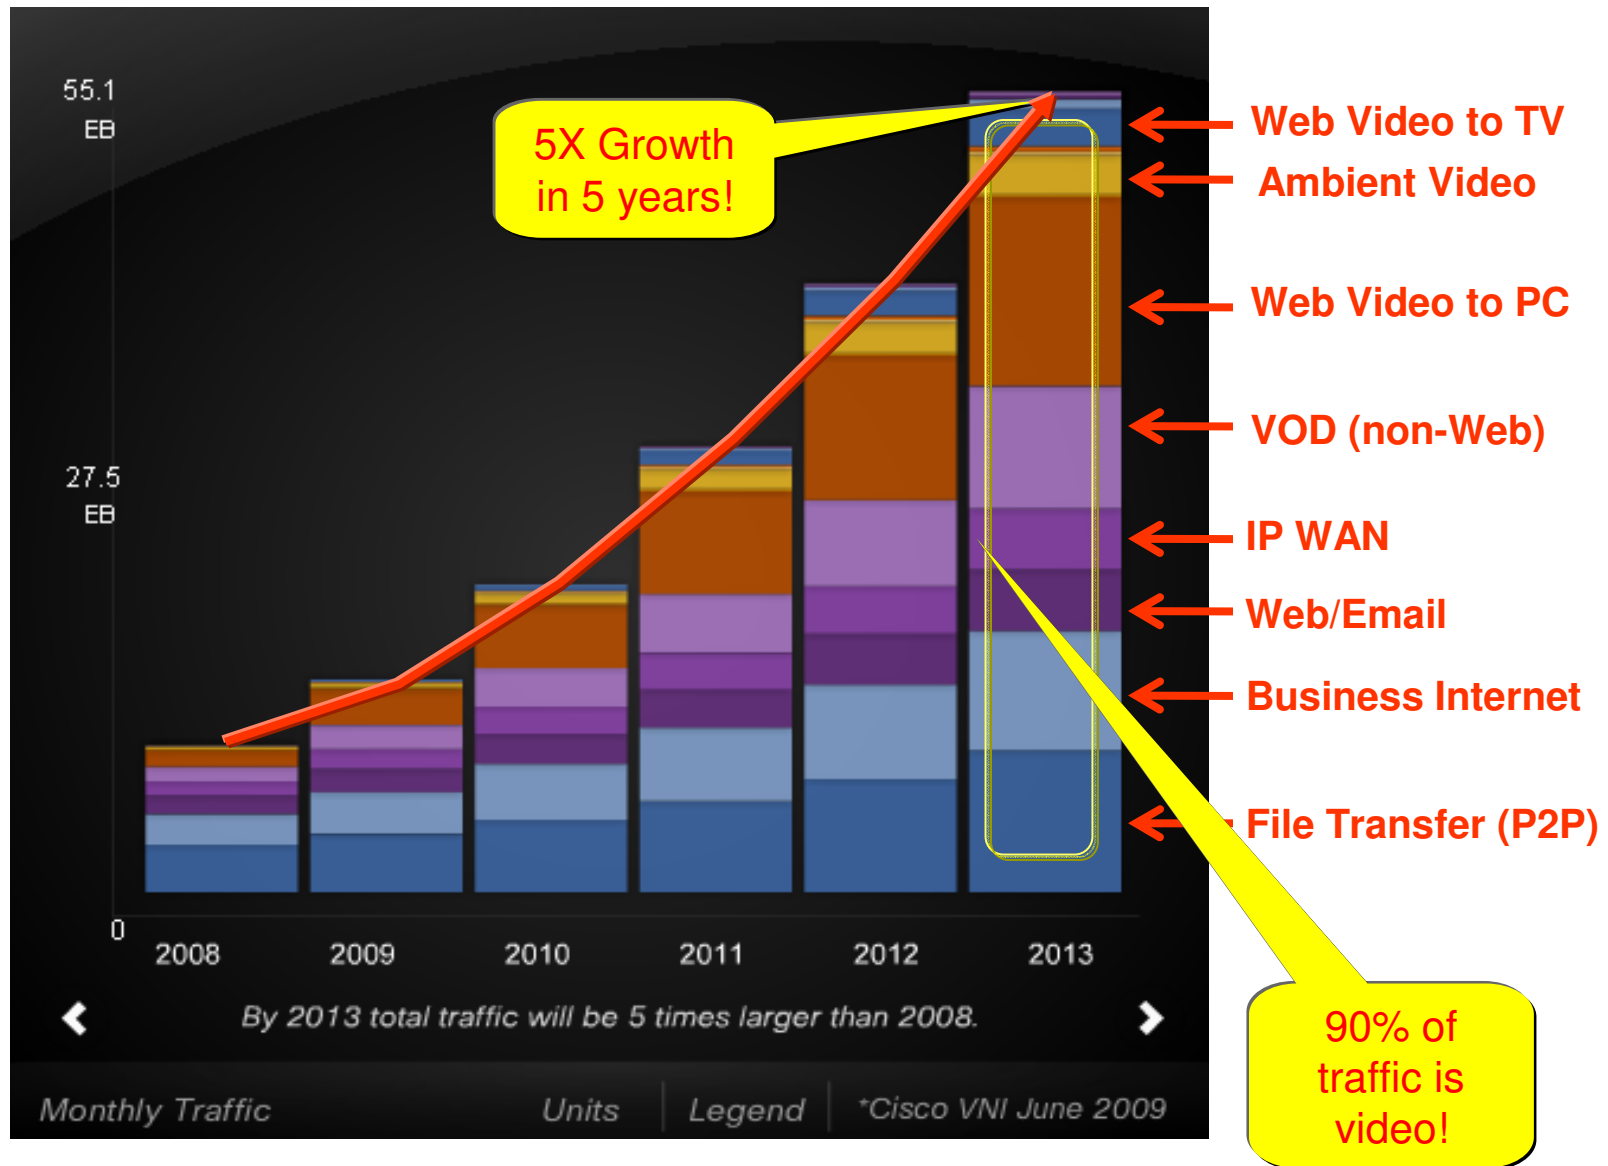 55.1
EB
5X Growth
in 5 years!
Web Video to TV
Ambient Video
Web Video to PC
VOD (non-Web)
27.5
EB
IP WAN
Web/Email
Business Internet
File Transfer (P2P)
0
2008 2009 2010 2011 2012 2013
By 2013 total traffic will be 5 times larger than 2008.
90% of
traffic is
video!
Monthly Traffic Units Legend *Cisco VNI June 2009